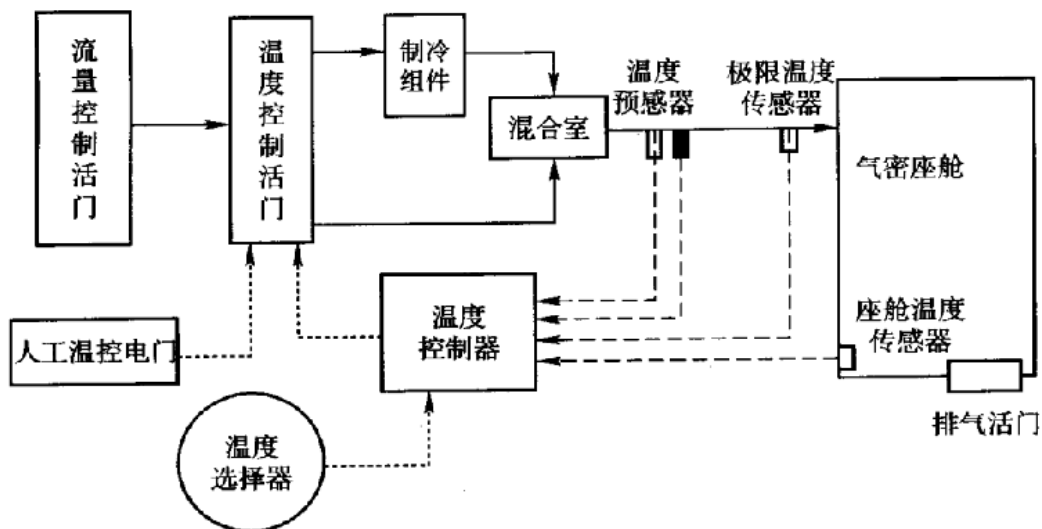 流量控制活门
温度控制活门
制冷
组件
混合室
温度
预感器
极限温度
传感器
气密座舱
座舱温度
传感器
排气活门
温度
控制器
人工温控电门
温度
选择器